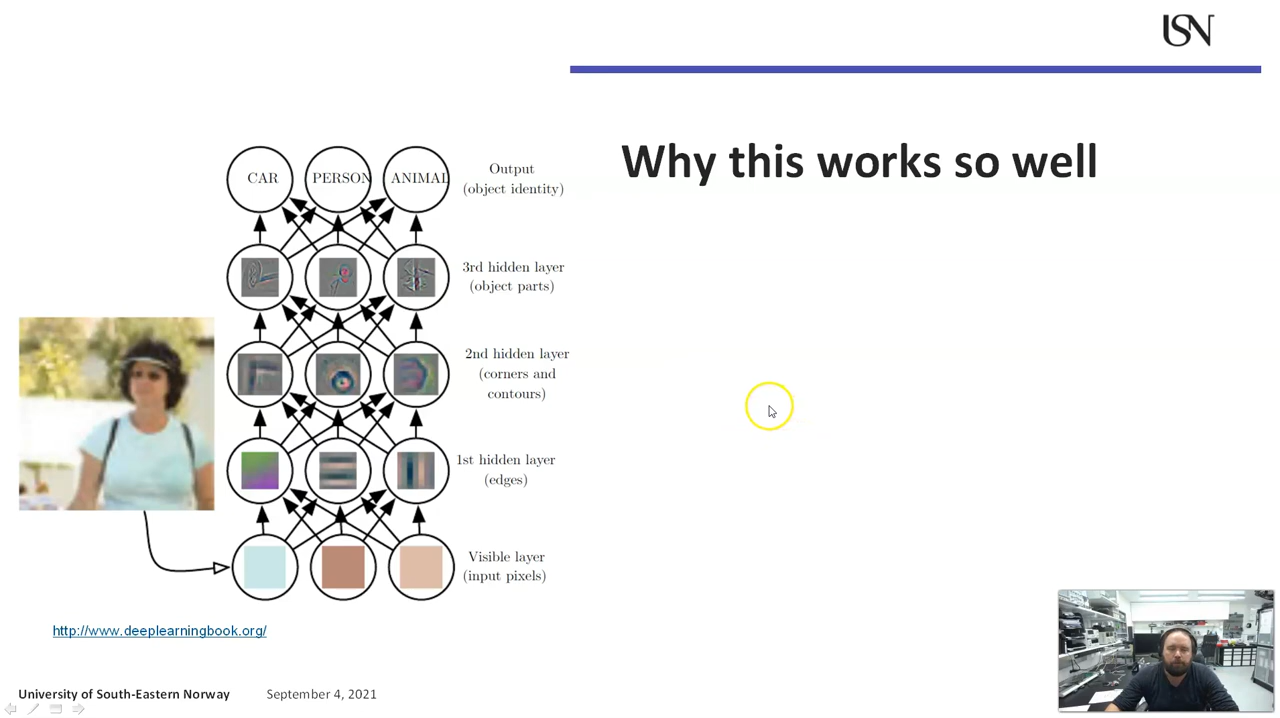 USN
Why this works so well
CAR PERSON ANIMAL
Output
(object identity)
3rd hidden layer
(object parts)
2nd hidden layer
(corners and
contours)
1st hidden layer
(edges)
Visible layer
(input pixels)
http://www.deeplearningbook.org/
University of South-Eastern Norway September 4, 2021